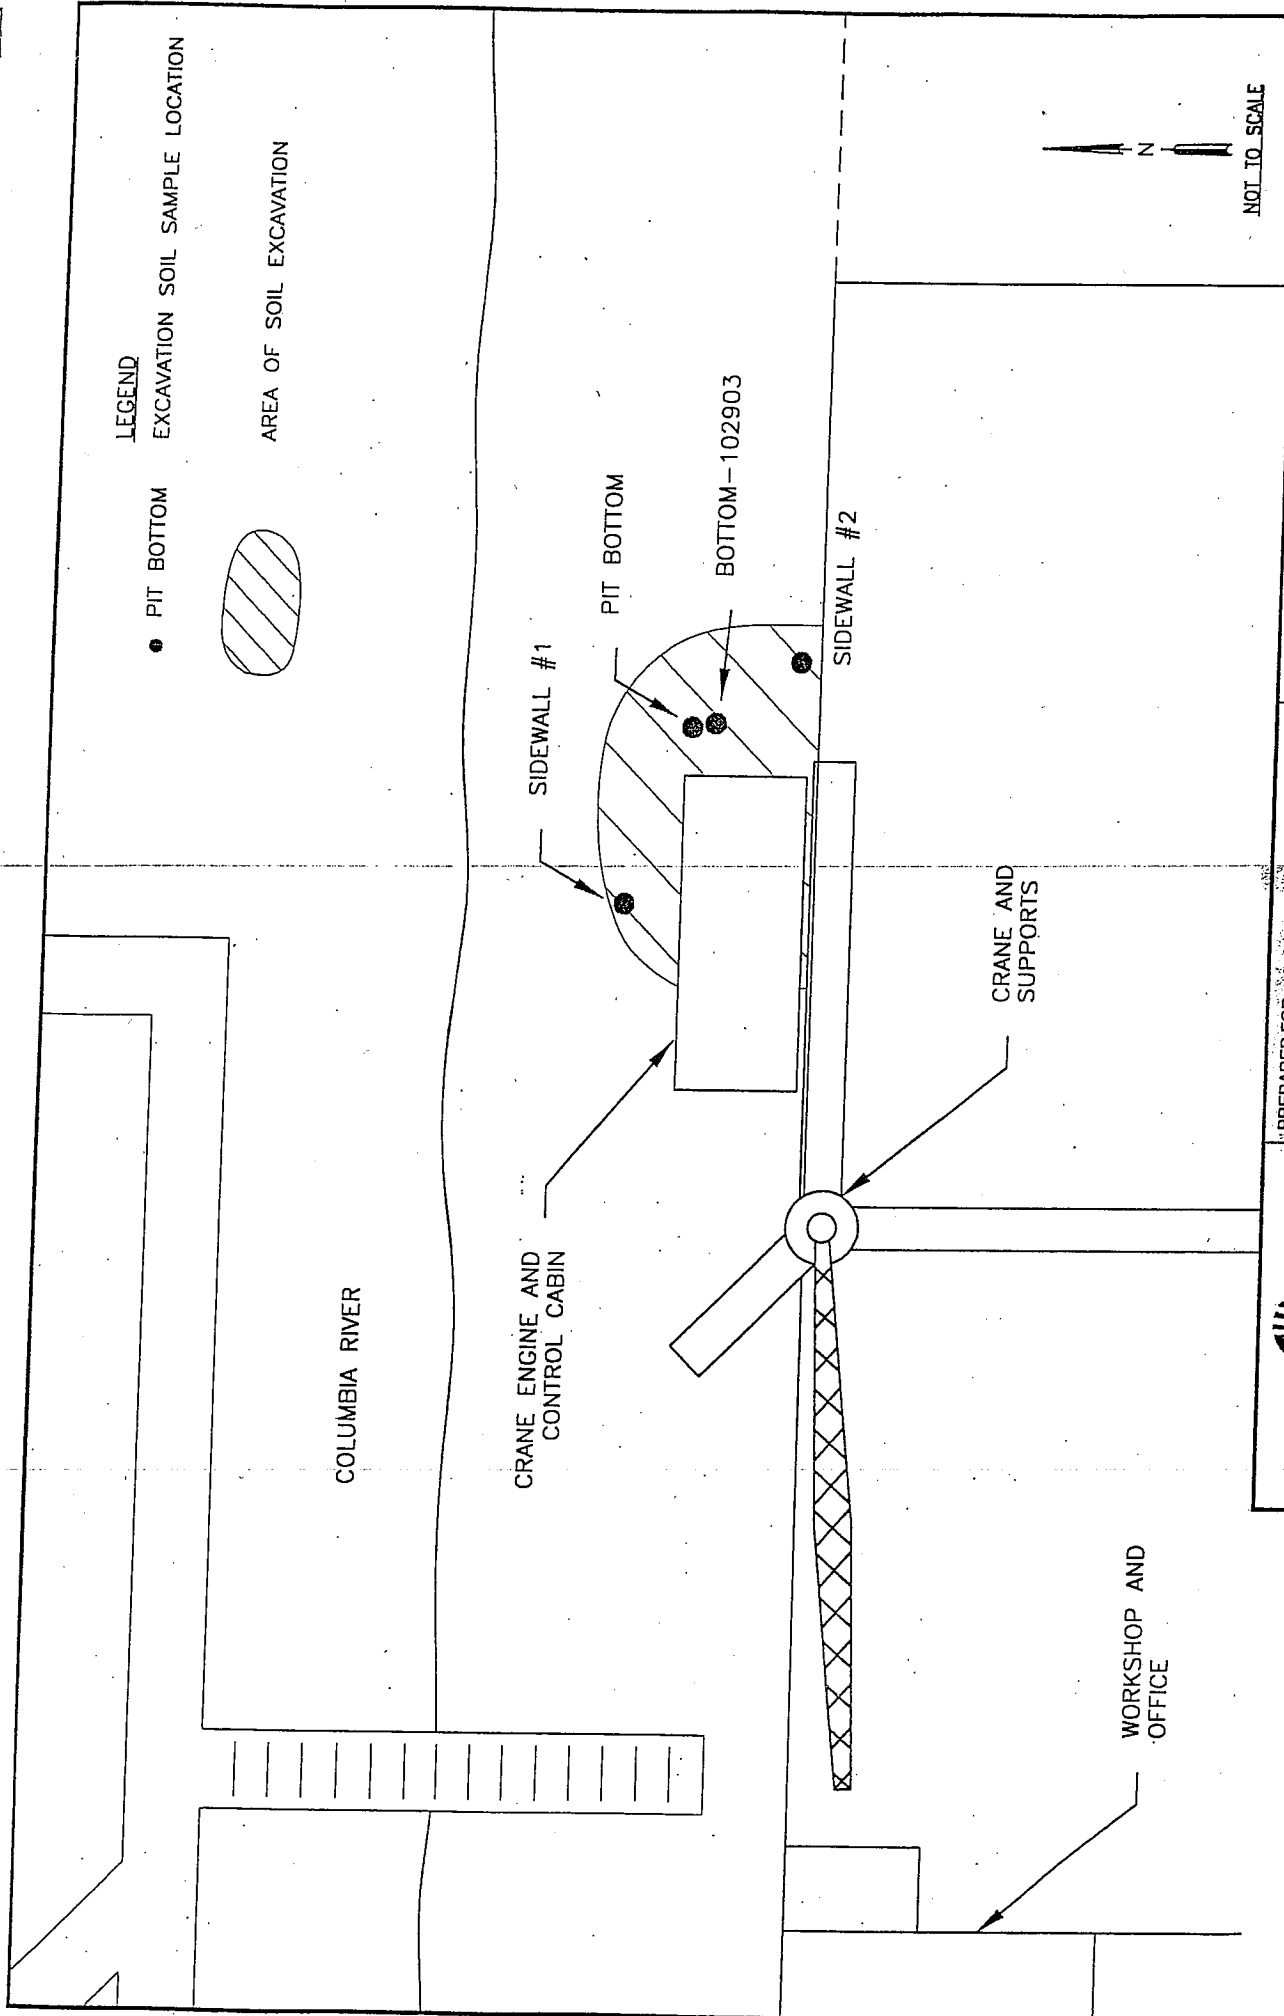 LEGEND
PIT BOTTOM EXCAVATION SOIL SAMPLE LOCATION
AREA OF SOIL EXCAVATION
COLUMBIA RIVER
SIDEWALL #1
PIT BOTTOM
BOTTOM-102903
CRANE ENGINE AND
CONTROL CABIN
SIDEWALL #2
CRANE AND
SUPPORTS
WORKSHOP AND
OFFICE
N
NOT TO SCALE